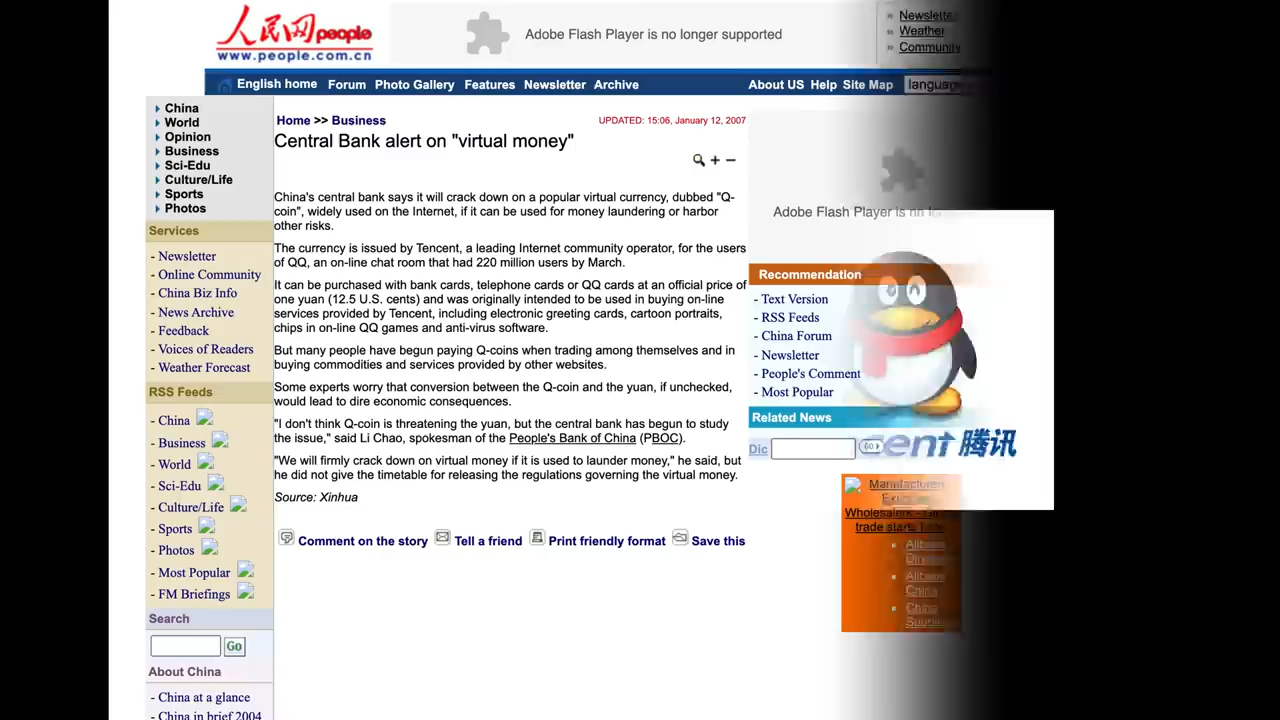 人民网 people
www.people.com.cn
Adobe Flash Player is no longer supported
Newsletter
Weather
Community
English home Forum Photo Gallery Features Newsletter Archive
About US Help Site Map language
China
World
Opinion
Business
Sci-Edu
Culture/Life
Sports
Photos
Services
- Newsletter
- Online Community
- China Biz Info
- News Archive
- Feedback
- Voices of Readers
- Weather Forecast
RSS Feeds
- China
- Business
- World
- Sci-Edu
- Culture/Life
- Sports
- Photos
- Most Popular
- FM Briefings
Search
Go
About China
- China at a glance
- China in brief 2004
Home >> Business
UPDATED: 15:06, January 12, 2007
Central Bank alert on "virtual money"
China's central bank says it will crack down on a popular virtual currency, dubbed "Q-
coin", widely used on the Internet, if it can be used for money laundering or harbor
other risks.
The currency is issued by Tencent, a leading Internet community operator, for the users
of QQ, an on-line chat room that had 220 million users by March.
It can be purchased with bank cards, telephone cards or QQ cards at an official price of
one yuan (12.5 U.S. cents) and was originally intended to be used in buying on-line
services provided by Tencent, including electronic greeting cards, cartoon portraits,
chips in on-line QQ games and anti-virus software.
But many people have begun paying Q-coins when trading among themselves and in
buying commodities and services provided by other websites.
Some experts worry that conversion between the Q-coin and the yuan, if unchecked,
would lead to dire economic consequences.
"I don't think Q-coin is threatening the yuan, but the central bank has begun to study
the issue," said Li Chao, spokesman of the People's Bank of China (PBOC).
"We will firmly crack down on virtual money if it is used to launder money," he said, but
he did not give the timetable for releasing the regulations governing the virtual money.
Source: Xinhua
Comment on the story Tell a friend Print friendly format Save this
Adobe Flash Player is no
Recommendation
- Text Version
- RSS Feeds
- China Forum
- Newsletter
- People's Comment
- Most Popular
Related News
Dic GO
cent 腾讯
Manufacturers
Wholesalers
trade starts here
China